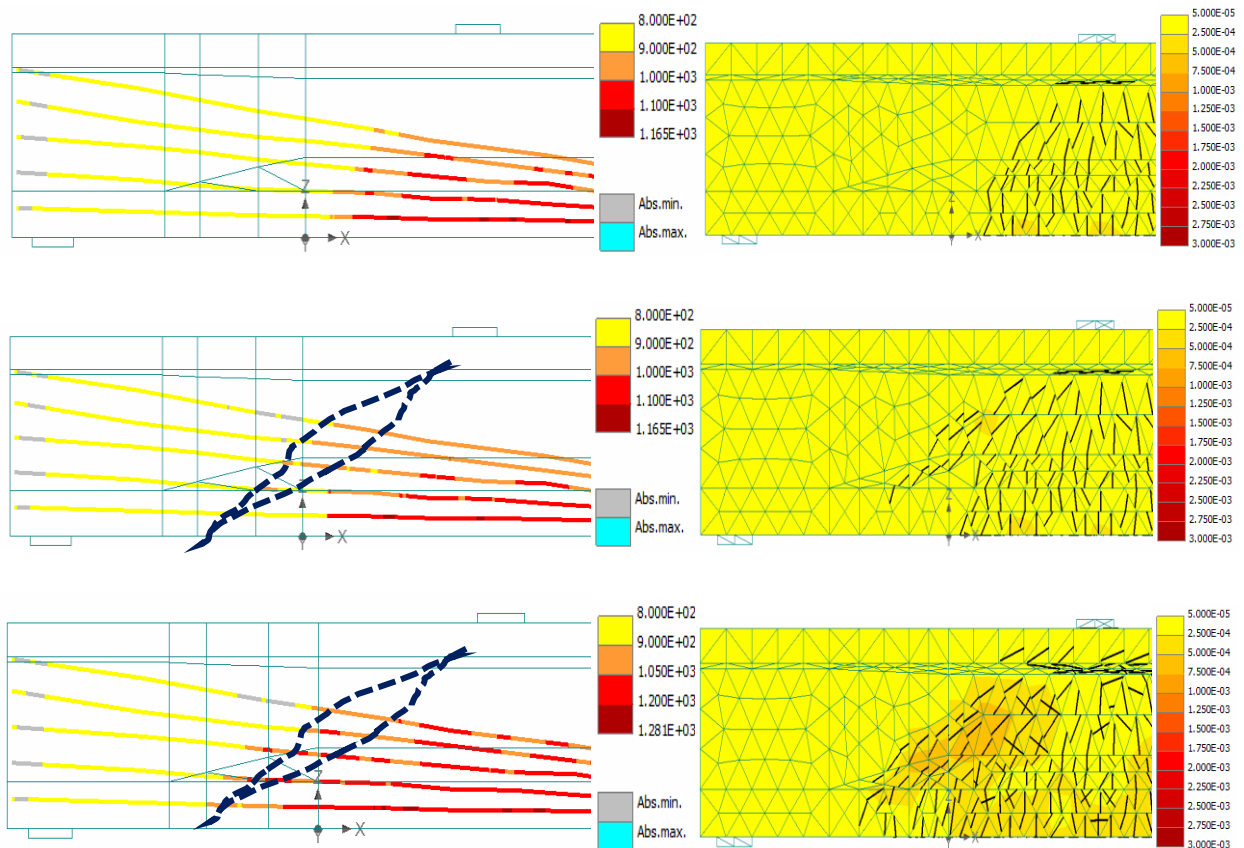 8.000E+02
9.000E+02
1.000E+03
1.100E+03
1.165E+03
Abs.min.
Abs.max.
Z
Y
X
5.000E-05
2.500E-04
5.000E-04
7.500E-04
1.000E-03
1.250E-03
1.500E-03
1.750E-03
2.000E-03
2.250E-03
2.500E-03
2.750E-03
3.000E-03
Z
Y
X
8.000E+02
9.000E+02
1.000E+03
1.100E+03
1.165E+03
Abs.min.
Abs.max.
Z
Y
X
5.000E-05
2.500E-04
5.000E-04
7.500E-04
1.000E-03
1.250E-03
1.500E-03
1.750E-03
2.000E-03
2.250E-03
2.500E-03
2.750E-03
3.000E-03
Z
Y
X
8.000E+02
9.000E+02
1.050E+03
1.200E+03
1.281E+03
Abs.min.
Abs.max.
Z
Y
X
5.000E-05
2.500E-04
5.000E-04
7.500E-04
1.000E-03
1.250E-03
1.500E-03
1.750E-03
2.000E-03
2.250E-03
2.500E-03
2.750E-03
3.000E-03
Z
Y
X